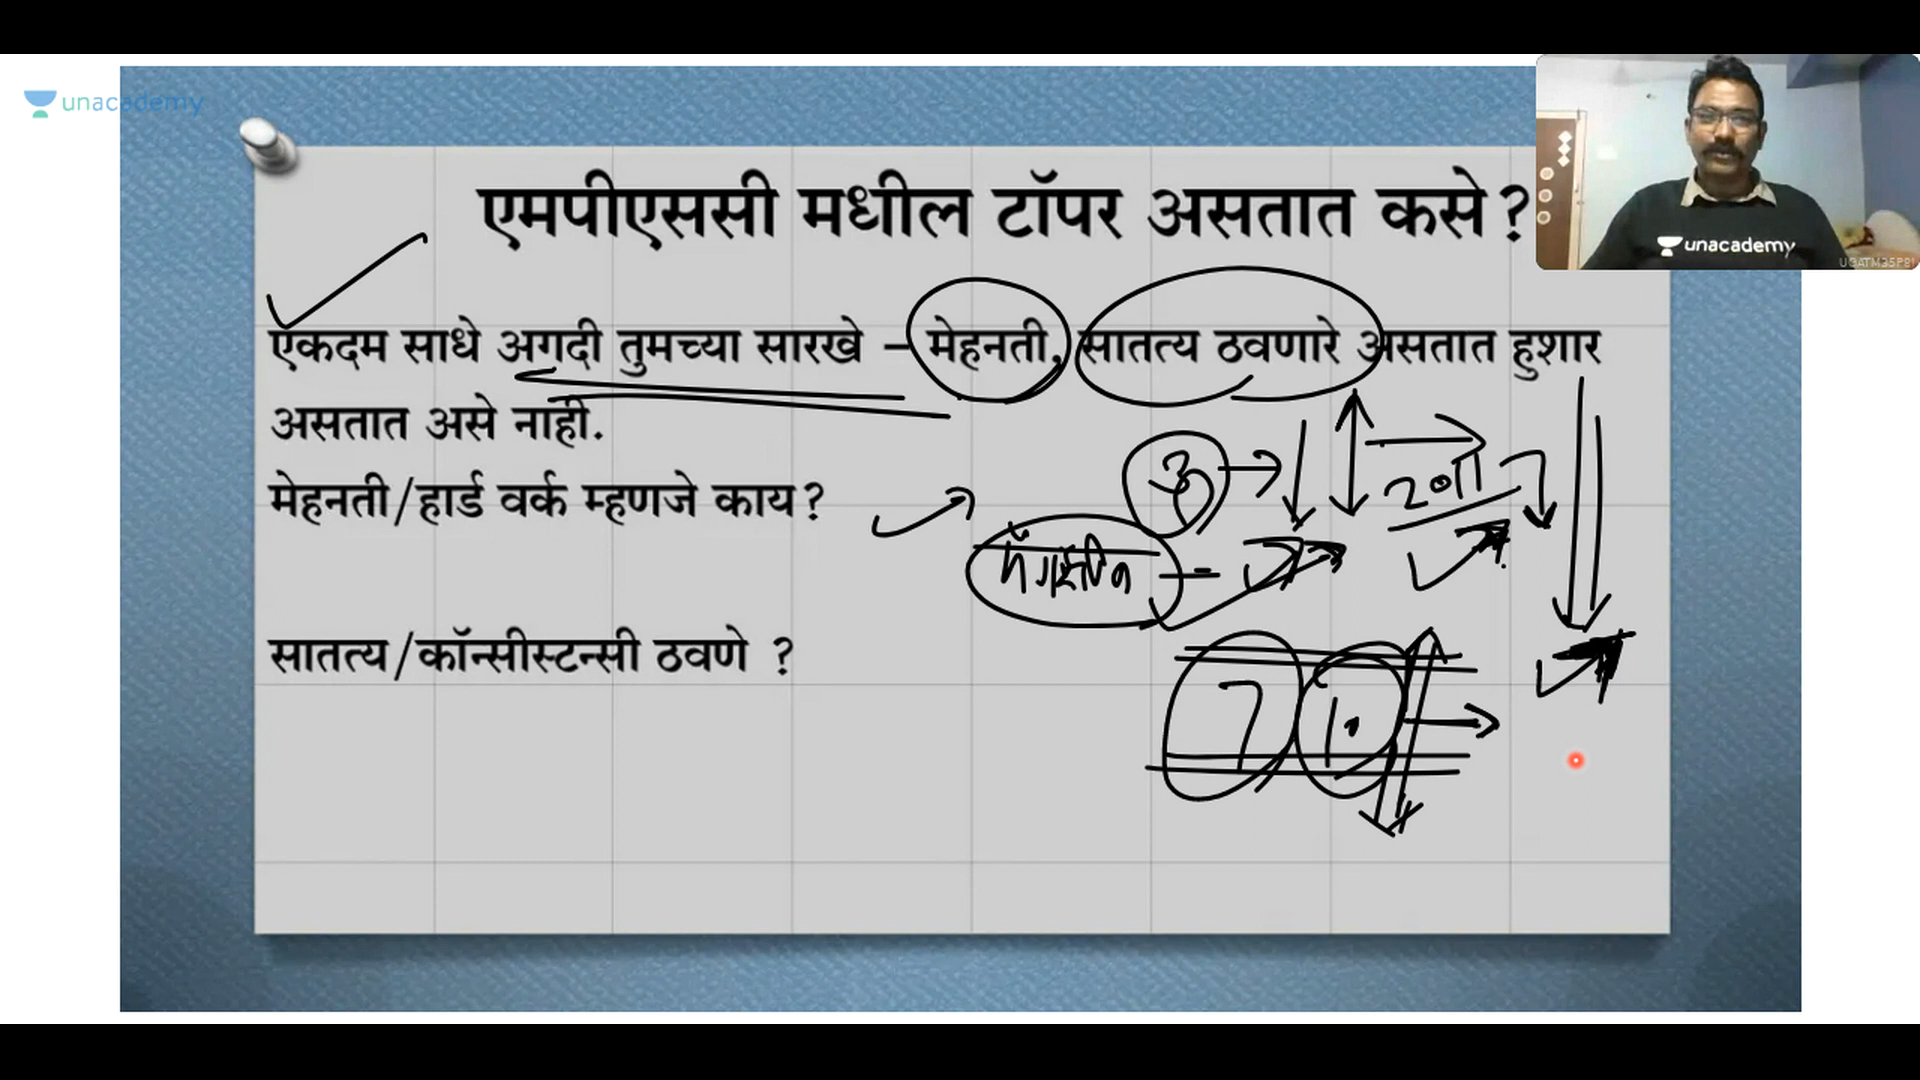 unacademy
एमपीएससी मधील टॉपर असतात कसे?
एकदम साधे अगदी तुमच्या सारखे – मेहनती, सातत्य ठवणारे असतात हुशार
असतात असे नाही.
मेहनती/हार्ड वर्क म्हणजे काय?
सातत्य/कॉन्सीस्टन्सी ठवणे ?
2011
7
unacademy